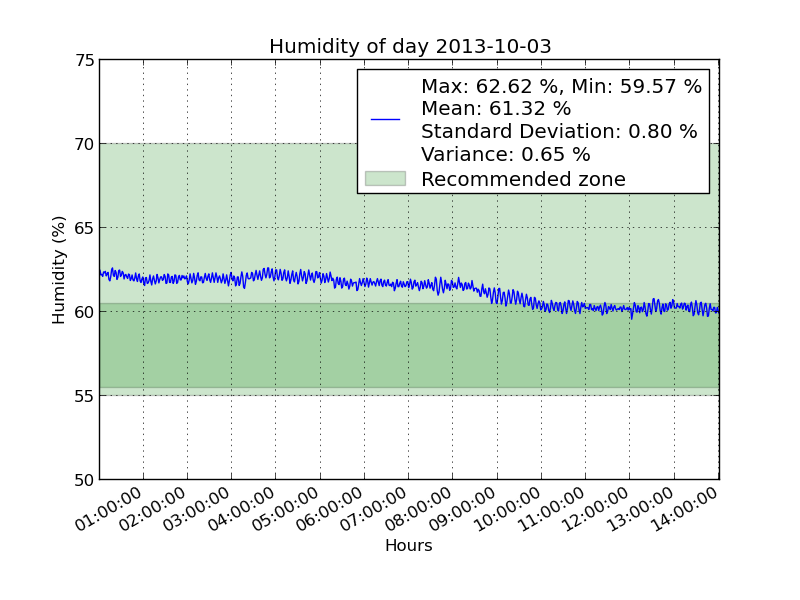 Humidity of day 2013-10-03
Max: 62.62 %, Min: 59.57 %
Mean: 61.32 %
Standard Deviation: 0.80 %
Variance: 0.65 %
Recommended zone
Humidity (%)
75
70
65
60
55
50
01:00:00 02:00:00 03:00:00 04:00:00 05:00:00 06:00:00 07:00:00 08:00:00 09:00:00 10:00:00 11:00:00 12:00:00 13:00:00 14:00:00
Hours